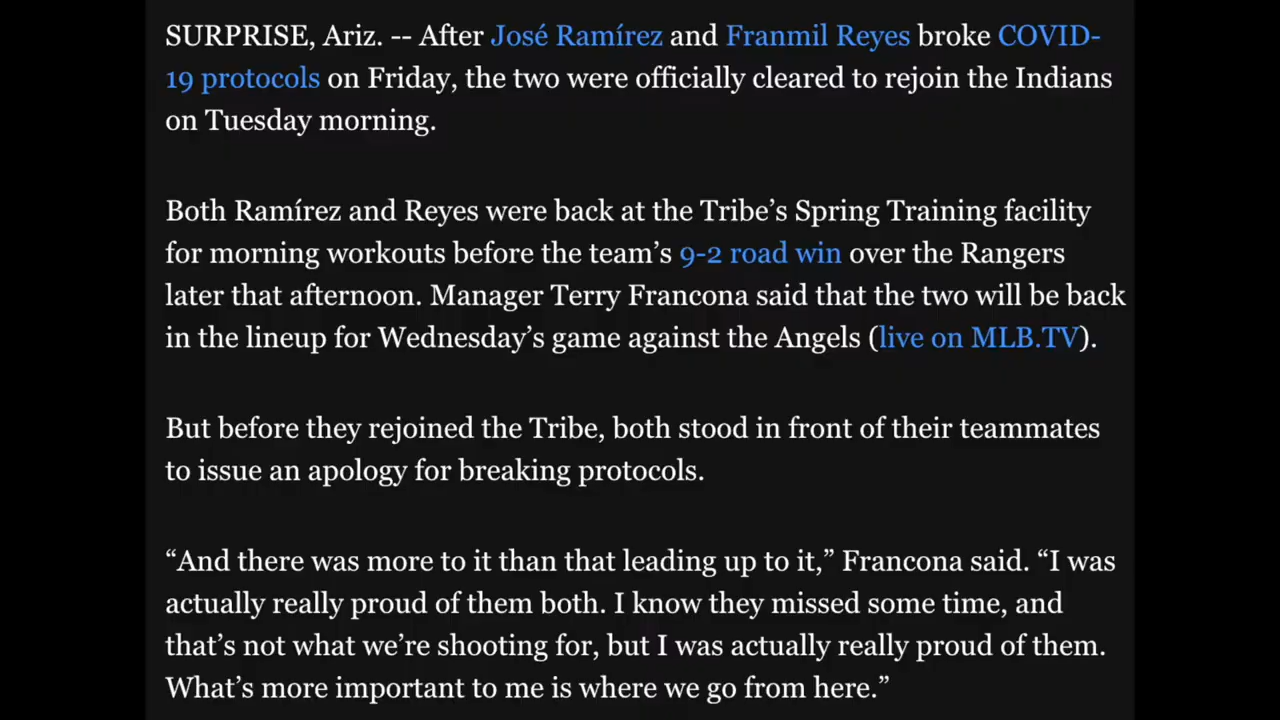 SURPRISE, Ariz. -- After José Ramírez and Franmil Reyes broke COVID-
19 protocols on Friday, the two were officially cleared to rejoin the Indians
on Tuesday morning.
Both Ramírez and Reyes were back at the Tribe’s Spring Training facility
for morning workouts before the team’s 9-2 road win over the Rangers
later that afternoon. Manager Terry Francona said that the two will be back
in the lineup for Wednesday’s game against the Angels (live on MLB.TV).
But before they rejoined the Tribe, both stood in front of their teammates
to issue an apology for breaking protocols.
“And there was more to it than that leading up to it,” Francona said. “I was
actually really proud of them both. I know they missed some time, and
that’s not what we’re shooting for, but I was actually really proud of them.
What’s more important to me is where we go from here.”